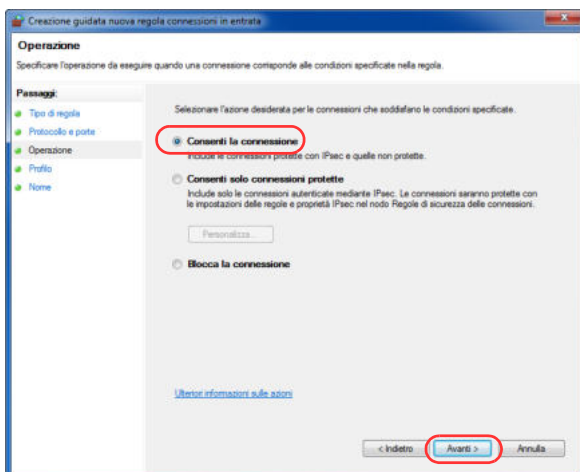 Creazione guidata nuova regola connessioni in entrata
Operazione
Specificare l'operazione da eseguire quando una connessione corrisponde alle condizioni specificate nella regola.
Passaggi:
Tipo di regola
Protocollo e porte
Operazione
Profilo
Nome
Selezionare l'azione desiderata per le connessioni che soddisfano le condizioni specificate.
Consenti la connessione
Include le connessioni protette con IPsec e quelle non protette.
Consenti solo connessioni protette
Include solo le connessioni autenticate mediante IPsec. Le connessioni saranno protette con
le impostazioni delle regole e proprietà IPsec nel nodo Regole di sicurezza delle connessioni.
Personalizza...
Blocca la connessione
Ulteriori informazioni sulle azioni
< Indietro
Avanti >
Annulla